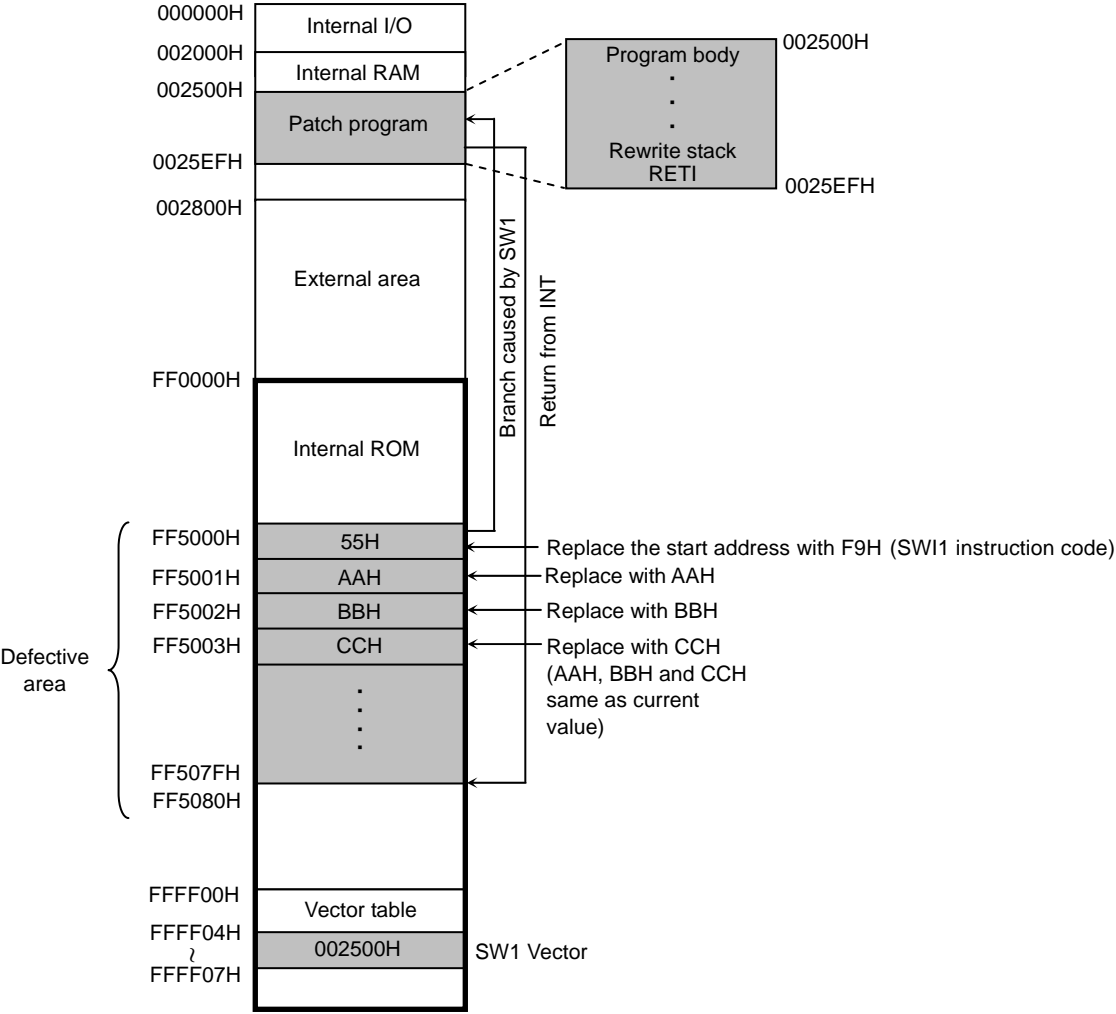 000000H
Internal I/O
002000H
Internal RAM
002500H
Patch program
0025EFH
002800H
External area
FF0000H
Internal ROM
002500H
Program body
.
.
.
Rewrite stack
RETI
0025EFH
Branch caused by SW1
Return from INT
Defective
area
FF5000H
55H
Replace the start address with F9H (SWI1 instruction code)
FF5001H
AAH
Replace with AAH
FF5002H
BBH
Replace with BBH
FF5003H
CCH
Replace with CCH
(AAH, BBH and CCH
same as current
value)
.
.
.
.
FF507FH
FF5080H
FFFF00H
Vector table
FFFF04H
~
FFFF07H
002500H
SW1 Vector